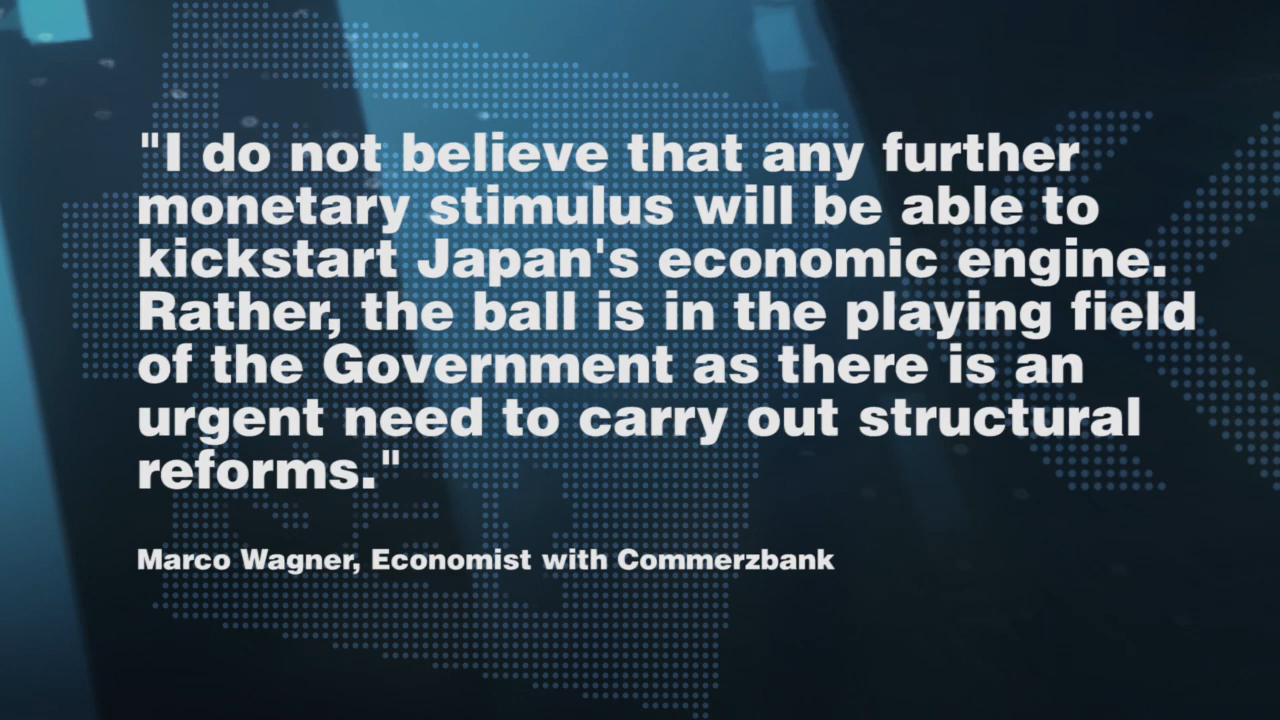 "I do not believe that any further
monetary stimulus will be able to
kickstart Japan's economic engine.
Rather, the ball is in the playing field
of the Government as there is an
urgent need to carry out structural
reforms."
Marco Wagner, Economist with Commerzbank